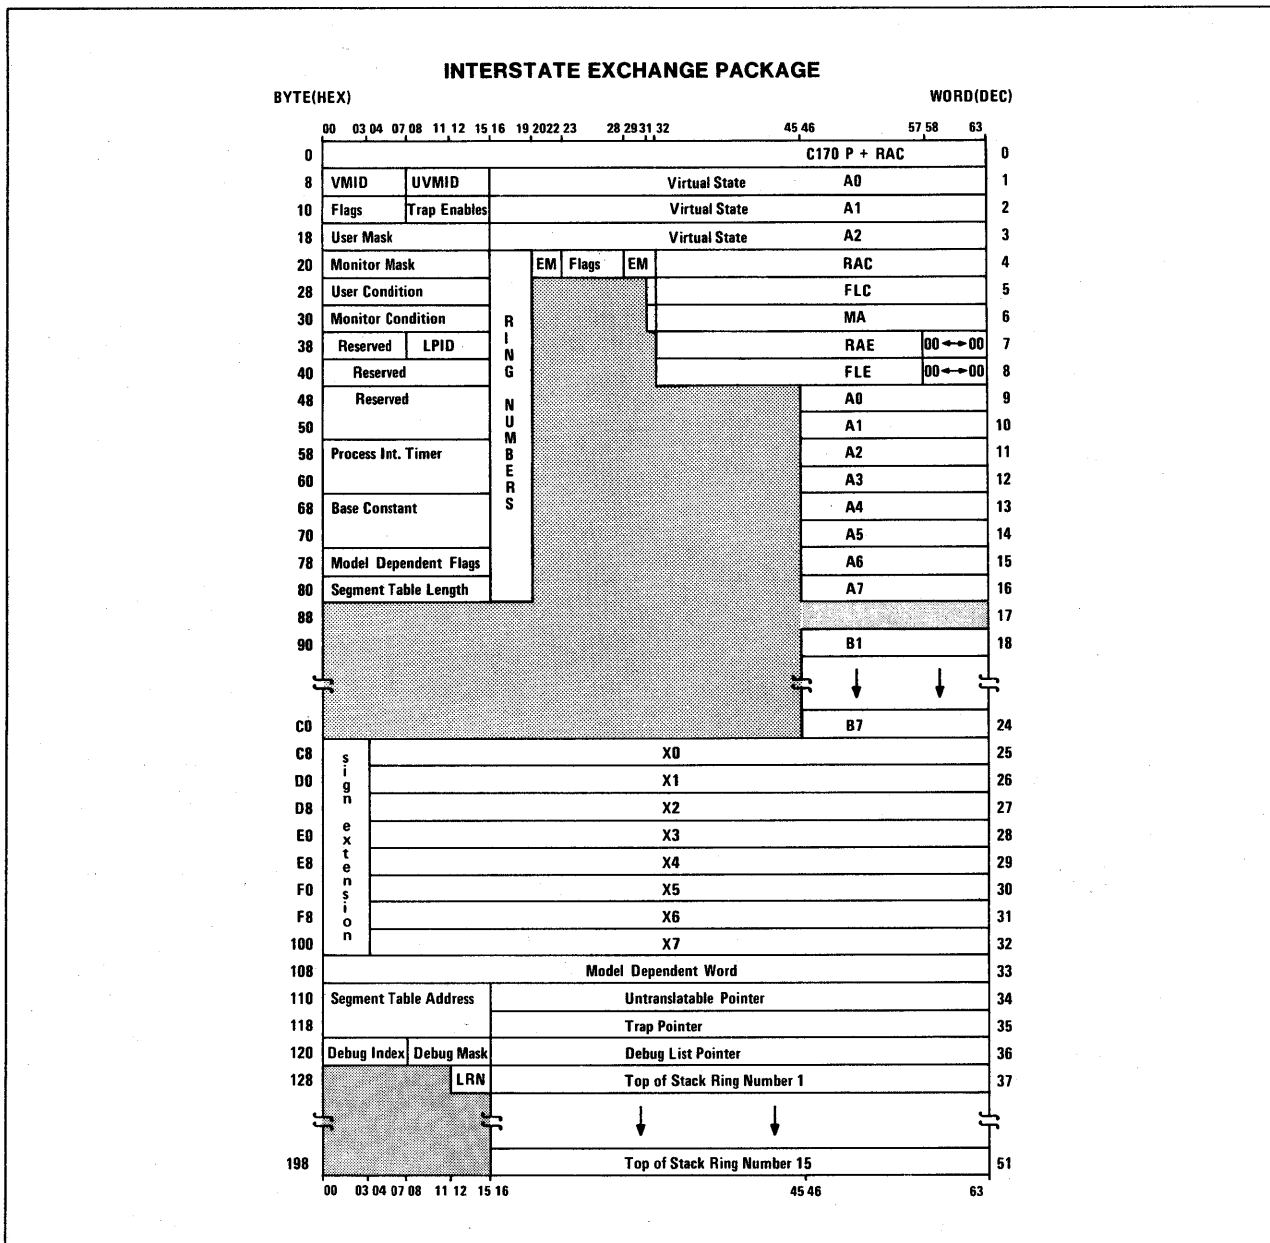 INTERSTATE EXCHANGE PACKAGE
BYTE(HEX) WORD(DEC)
00 03 04 07 08 11 12 15 16 19 20 22 23 28 29 31 32 45 46 57 58 63
0 C170 P + RAC 0
8 VMID UVMID Virtual State A0 1
10 Flags Trap Enables Virtual State A1 2
18 User Mask Virtual State A2 3
20 Monitor Mask EM Flags EM RAC 4
28 User Condition FLC 5
30 Monitor Condition MA 6
38 Reserved LPID RAE 00↔00 7
40 Reserved FLE 00↔00 8
48 Reserved A0 9
50 A1 10
58 Process Int. Timer A2 11
60 A3 12
68 Base Constant A4 13
70 A5 14
78 Model Dependent Flags A6 15
80 Segment Table Length A7 16
RING NUMBERS
88 17
90 B1 18
C0 B7 24
C8 X0 25
D0 X1 26
D8 X2 27
E0 X3 28
E8 X4 29
F0 X5 30
F8 X6 31
100 X7 32
sign extension
108 Model Dependent Word 33
110 Segment Table Address Untranslatable Pointer 34
118 Trap Pointer 35
120 Debug Index Debug Mask Debug List Pointer 36
128 LRN Top of Stack Ring Number 1 37
198 Top of Stack Ring Number 15 51
00 03 04 07 08 11 12 15 16 45 46 63